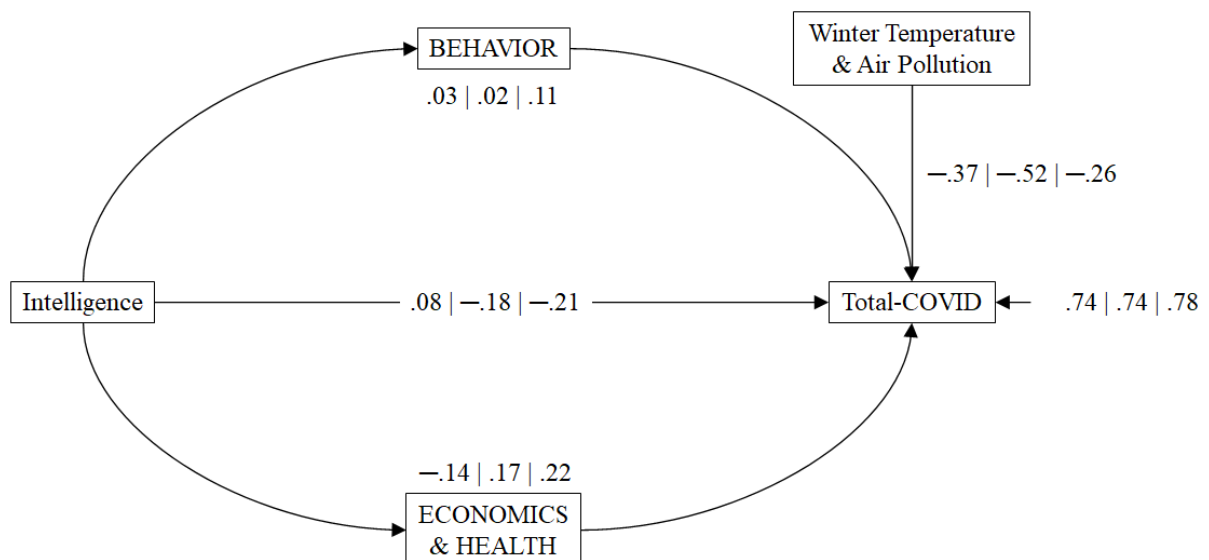 BEHAVIOR
Winter Temperature
& Air Pollution
.03 | .02 | .11
—.37 | —.52 | —.26
Intelligence
.08 | —.18 | —.21
Total-COVID
.74 | .74 | .78
—.14 | .17 | .22
ECONOMICS
& HEALTH